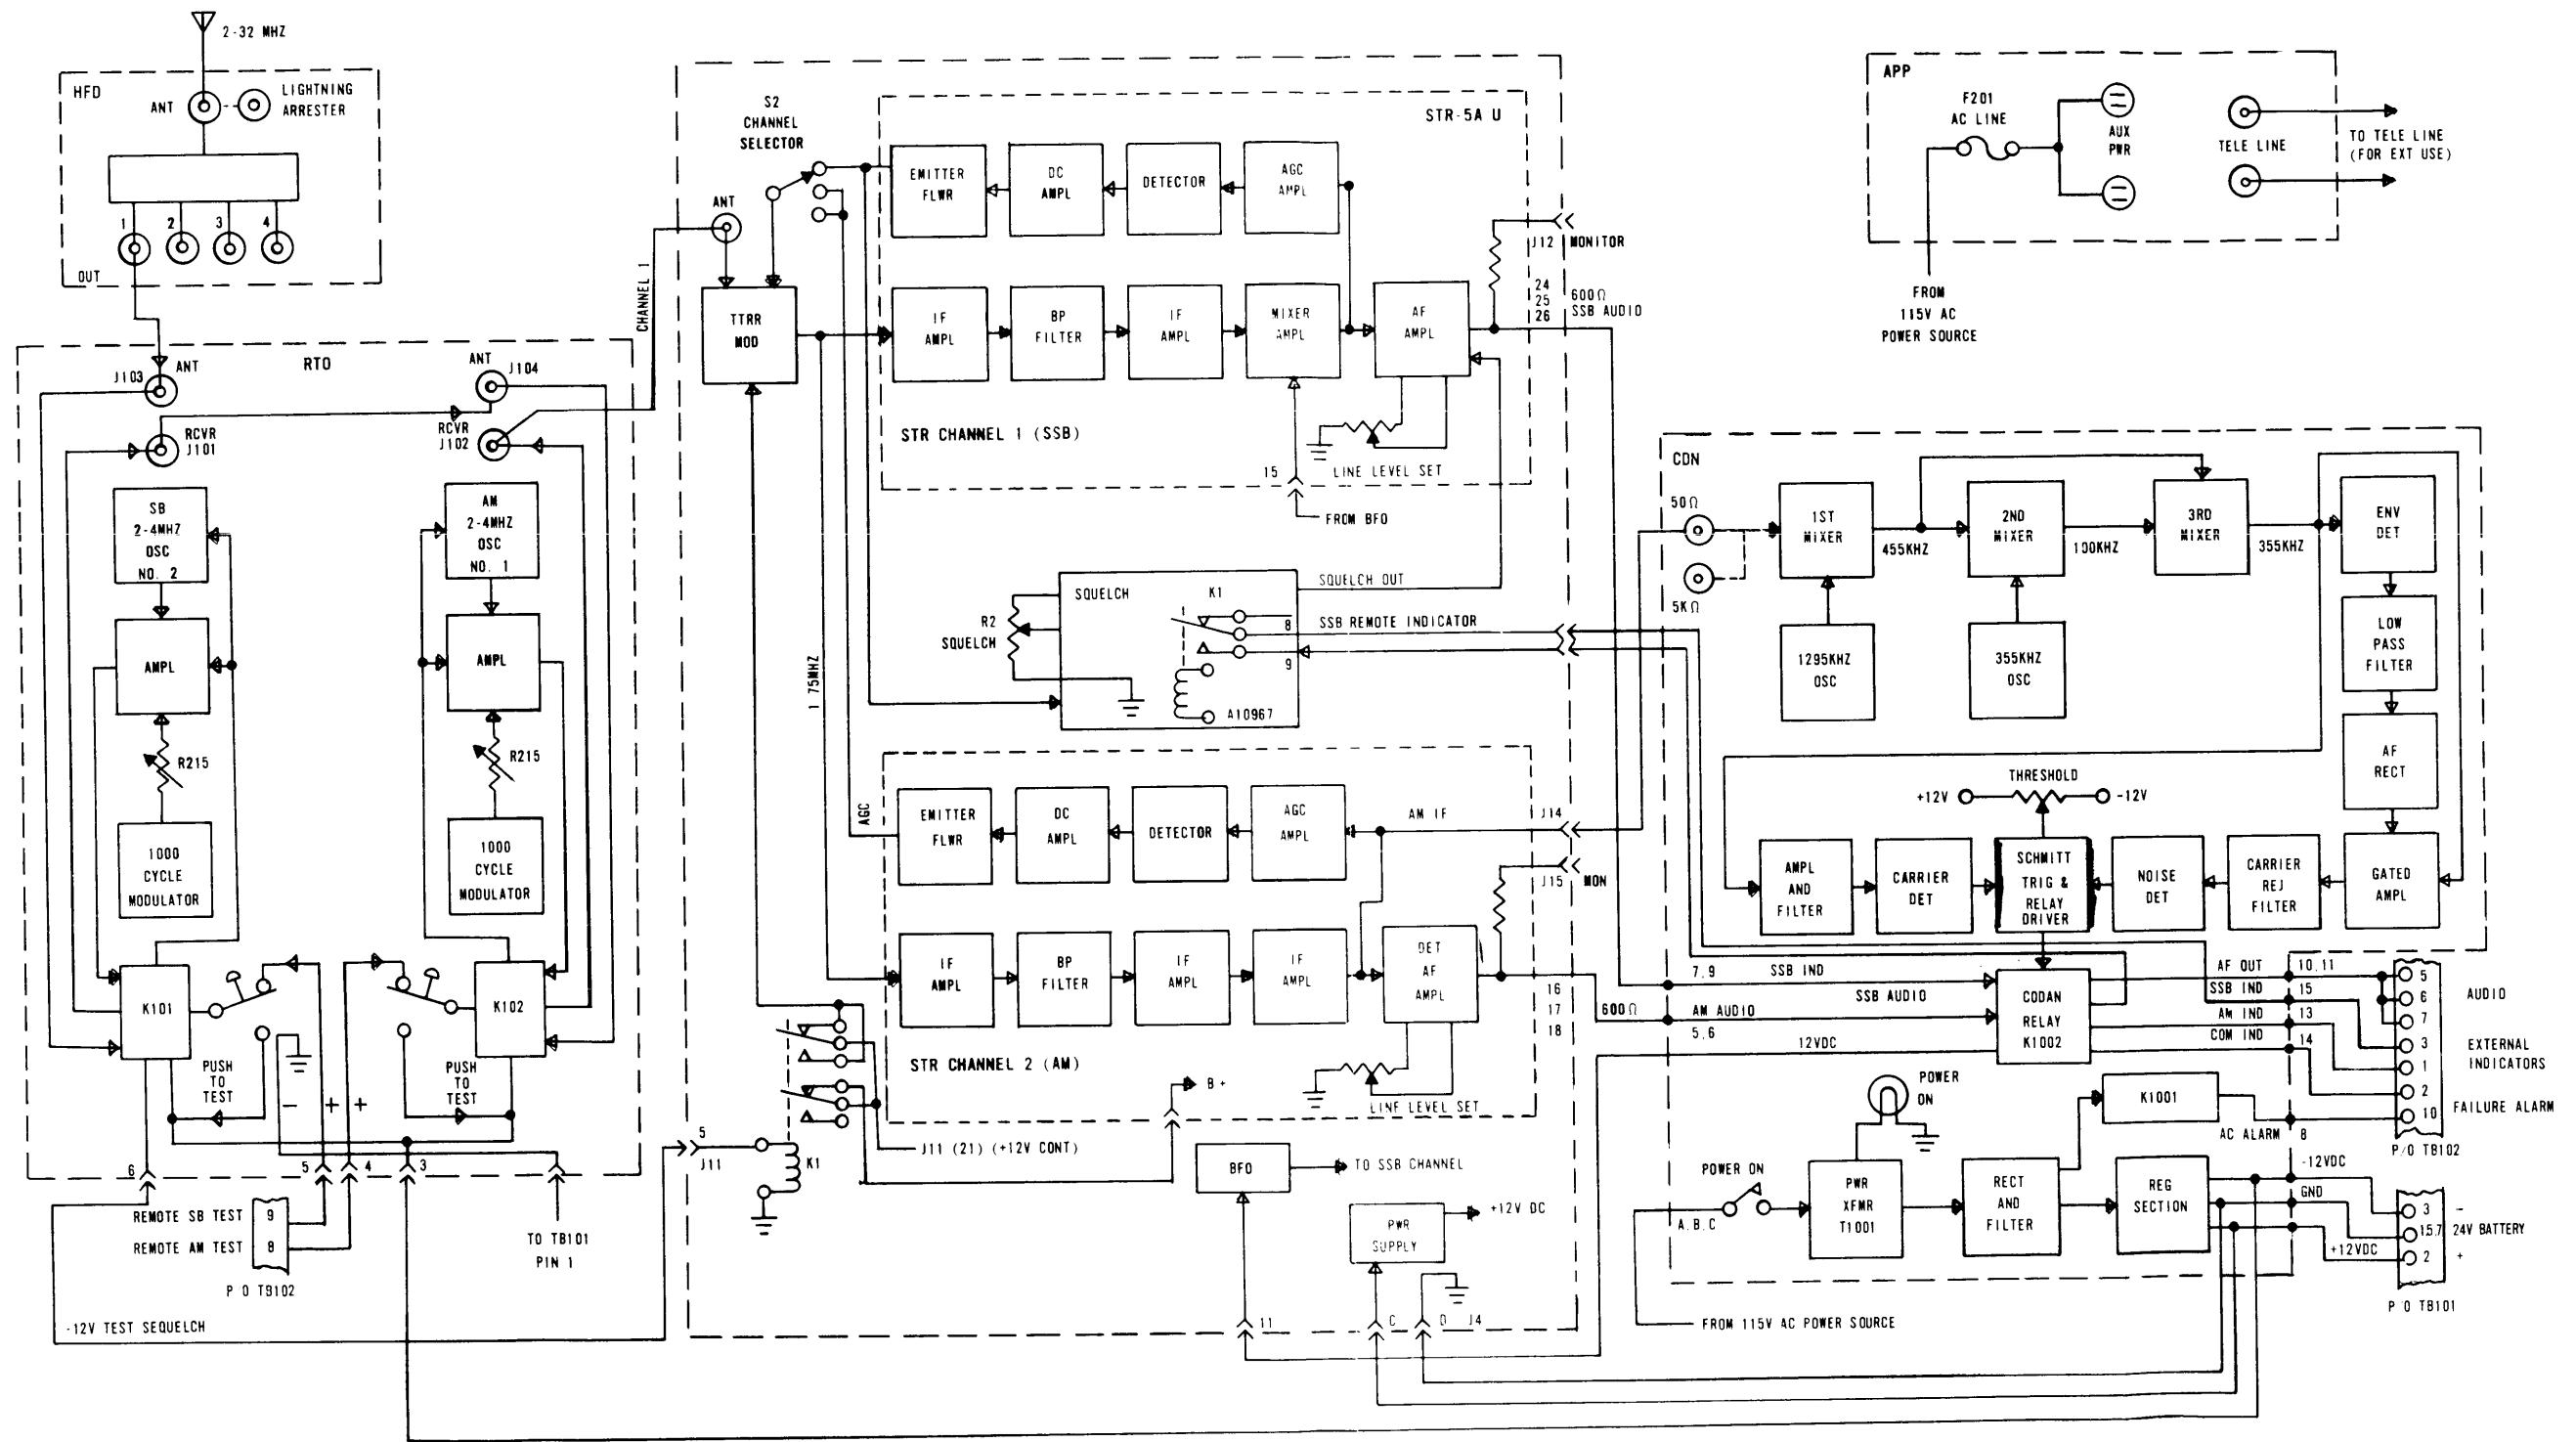 2-32 MHZ
HFD
ANT
LIGHTNING
ARRESTER
1
2
3
4
OUT
RTO
J103
ANT
ANT
J104
RCVR
J101
RCVR
J102
CHANNEL 1
SB
2-4MHZ
OSC
NO. 2
AM
2-4MHZ
OSC
NO. 1
AMPL
AMPL
R215
R215
1000
CYCLE
MODULATOR
1000
CYCLE
MODULATOR
K101
K102
PUSH
TO
TEST
PUSH
TO
TEST
-
+
+
6
5
4
3
REMOTE SB TEST
9
REMOTE AM TEST
8
P O TB102
TO TB101
PIN 1
-12V TEST SEQUELCH
S2
CHANNEL
SELECTOR
ANT
TTRR
MOD
STR-5A U
EMITTER
FLWR
DC
AMPL
DETECTOR
AGC
AMPL
IF
AMPL
BP
FILTER
IF
AMPL
MIXER
AMPL
AF
AMPL
J12
MONITOR
24
25
26
600Ω
SSB AUDIO
STR CHANNEL 1 (SSB)
LINE LEVEL SET
15
FROM BFO
SQUELCH
K1
SQUELCH OUT
R2
SQUELCH
8
SSB REMOTE INDICATOR
9
A10967
1 75MHZ
AGC
EMITTER
FLWR
DC
AMPL
DETECTOR
AGC
AMPL
AM IF
J14
J15
MON
IF
AMPL
BP
FILTER
IF
AMPL
IF
AMPL
DET
AF
AMPL
16
17
18
600Ω
STR CHANNEL 2 (AM)
LINF LEVEL SET
B +
5
J11
K1
J11 (21) (+12V CONT)
BFO
TO SSB CHANNEL
PWR
SUPPLY
+12V DC
11
C
D
J4
APP
F201
AC LINE
AUX
PWR
TELE LINE
TO TELE LINE
(FOR EXT USE)
FROM
115V AC
POWER SOURCE
CDN
50Ω
5KΩ
1ST
MIXER
455KHZ
2ND
MIXER
100KHZ
3RD
MIXER
355KHZ
ENV
DET
1295KHZ
OSC
355KHZ
OSC
LOW
PASS
FILTER
AF
RECT
THRESHOLD
+12V
-12V
AMPL
AND
FILTER
CARRIER
DET
SCHMITT
TRIG &
RELAY
DRIVER
NOISE
DET
CARRIER
REJ
FILTER
GATED
AMPL
7,9
SSB IND
SSB AUDIO
AM AUDIO
5,6
12VDC
CODAN
RELAY
K1002
AF OUT
10,11
SSB IND
15
AM IND
13
COM IND
14
5
6
7
3
1
2
10
AUDIO
EXTERNAL
INDICATORS
FAILURE ALARM
P/O TB102
POWER
ON
K1001
AC ALARM
8
POWER ON
A,B,C
PWR
XFMR
T1001
RECT
AND
FILTER
REG
SECTION
-12VDC
GND
+12VDC
3
-
1,5,7
24V BATTERY
2
+
P O TB101
FROM 115V AC POWER SOURCE